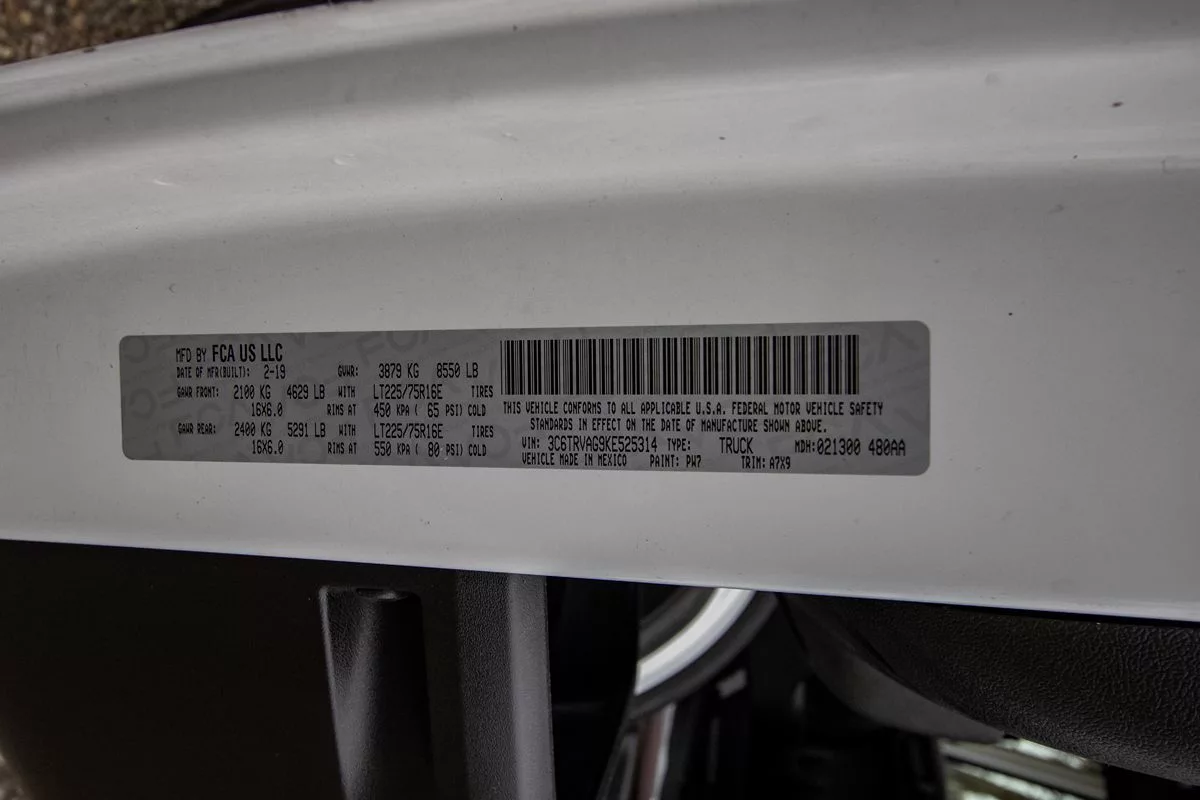 MFD BY FCA US LLC
DATE OF MFR(BUILT): 2-19 GVWR: 3879 KG 8550 LB
GAWR FRONT: 2100 KG 4629 LB WITH LT225/75R16E TIRES
16X6.0 RIMS AT 450 KPA ( 65 PSI) COLD
GAWR REAR: 2400 KG 5291 LB WITH LT225/75R16E TIRES
16X6.0 RIMS AT 550 KPA ( 80 PSI) COLD
THIS VEHICLE CONFORMS TO ALL APPLICABLE U.S.A. FEDERAL MOTOR VEHICLE SAFETY
STANDARDS IN EFFECT ON THE DATE OF MANUFACTURE SHOWN ABOVE.
VIN: 3C6TRVAG9KE525314 TYPE: TRUCK MDH:021300 480AA
VEHICLE MADE IN MEXICO PAINT: PW7 TRIM: A7X9